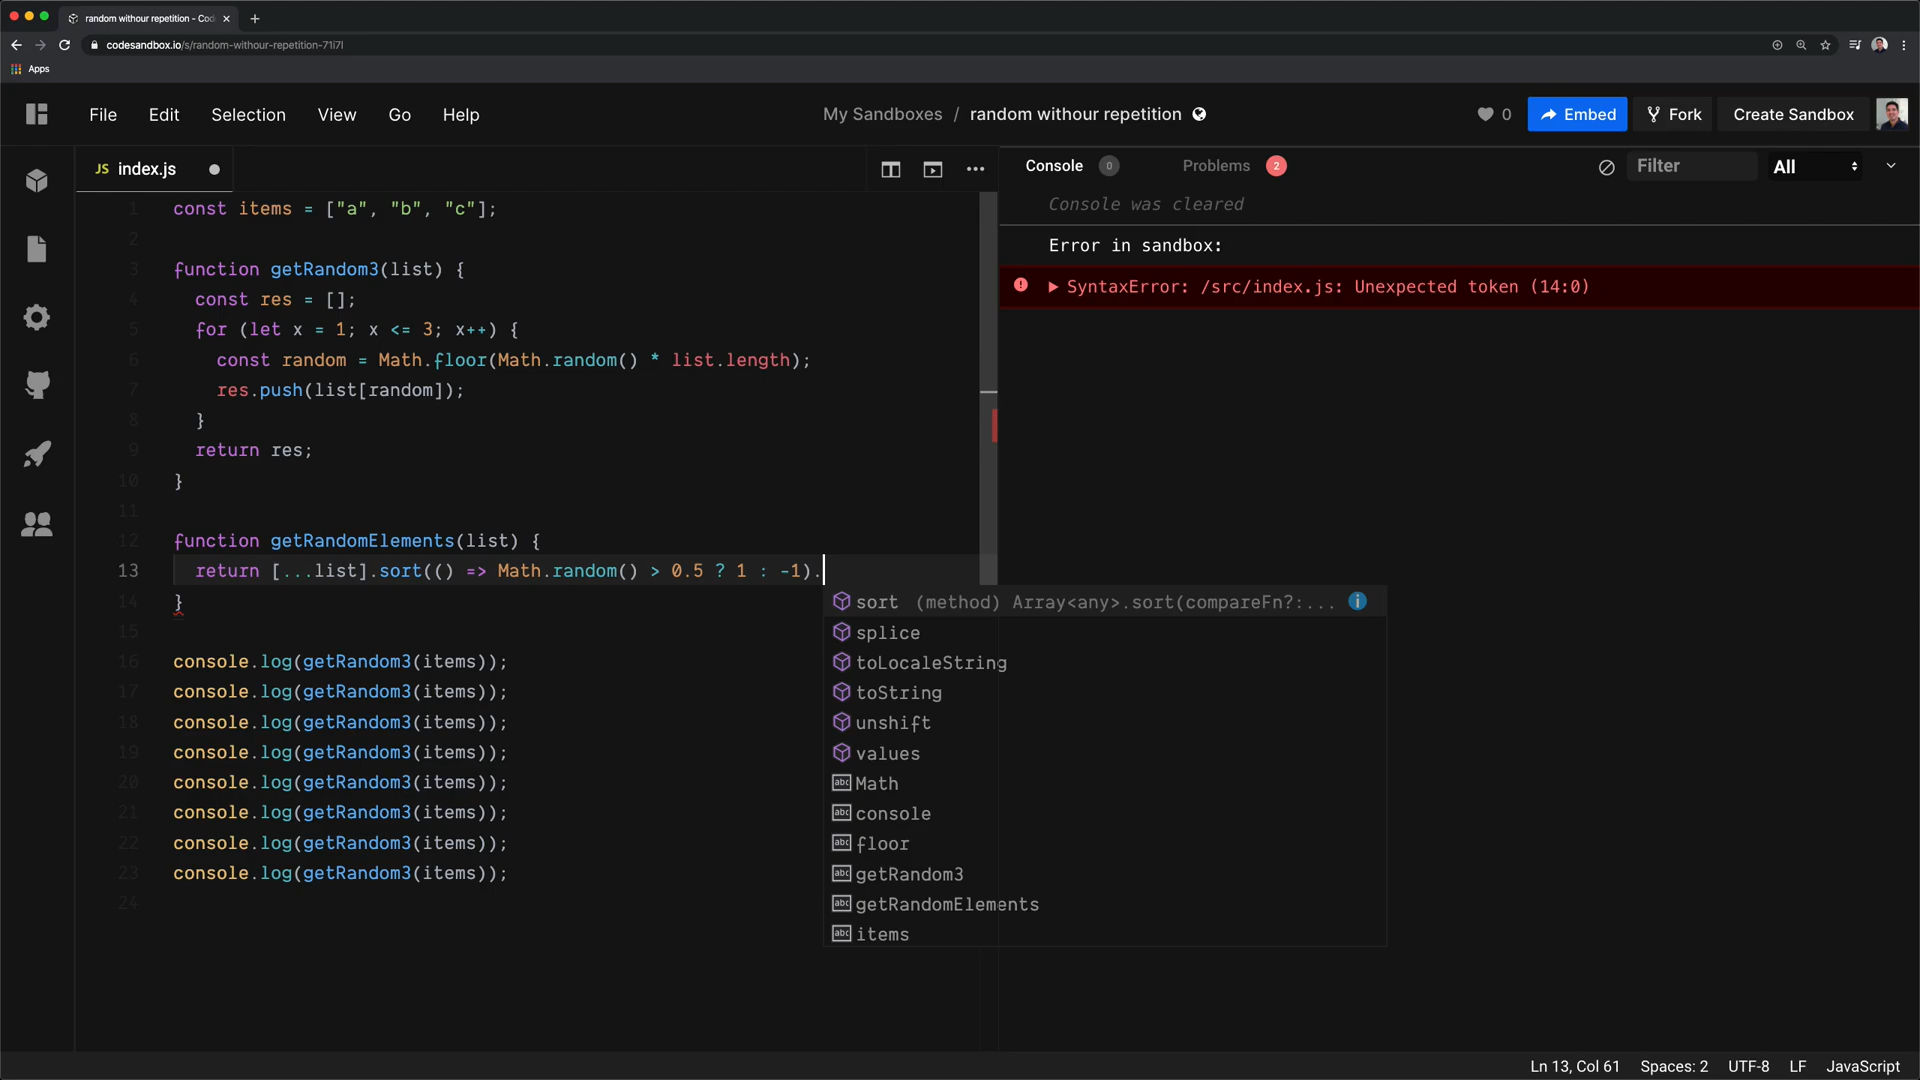 random withour repetition - Co
codesandbox.io/s/random-withour-repetition-71i7l
Apps
File Edit Selection View Go Help
My Sandboxes / random withour repetition
0
Embed
Fork
Create Sandbox
JS index.js
Console 0 Problems 2 Filter All
Console was cleared
Error in sandbox:
SyntaxError: /src/index.js: Unexpected token (14:0)
1 const items = ["a", "b", "c"];
2
3 function getRandom3(list) {
4 const res = [];
5 for (let x = 1; x <= 3; x++) {
6 const random = Math.floor(Math.random() * list.length);
7 res.push(list[random]);
8 }
9 return res;
10 }
11
12 function getRandomElements(list) {
13 return [...list].sort(() => Math.random() > 0.5 ? 1 : -1).
14 }
15
16 console.log(getRandom3(items));
17 console.log(getRandom3(items));
18 console.log(getRandom3(items));
19 console.log(getRandom3(items));
20 console.log(getRandom3(items));
21 console.log(getRandom3(items));
22 console.log(getRandom3(items));
23 console.log(getRandom3(items));
24
sort (method) Array<any>.sort(compareFn?:...
splice
toLocaleString
toString
unshift
values
abc Math
abc console
abc floor
abc getRandom3
abc getRandomElements
abc items
Ln 13, Col 61 Spaces: 2 UTF-8 LF JavaScript